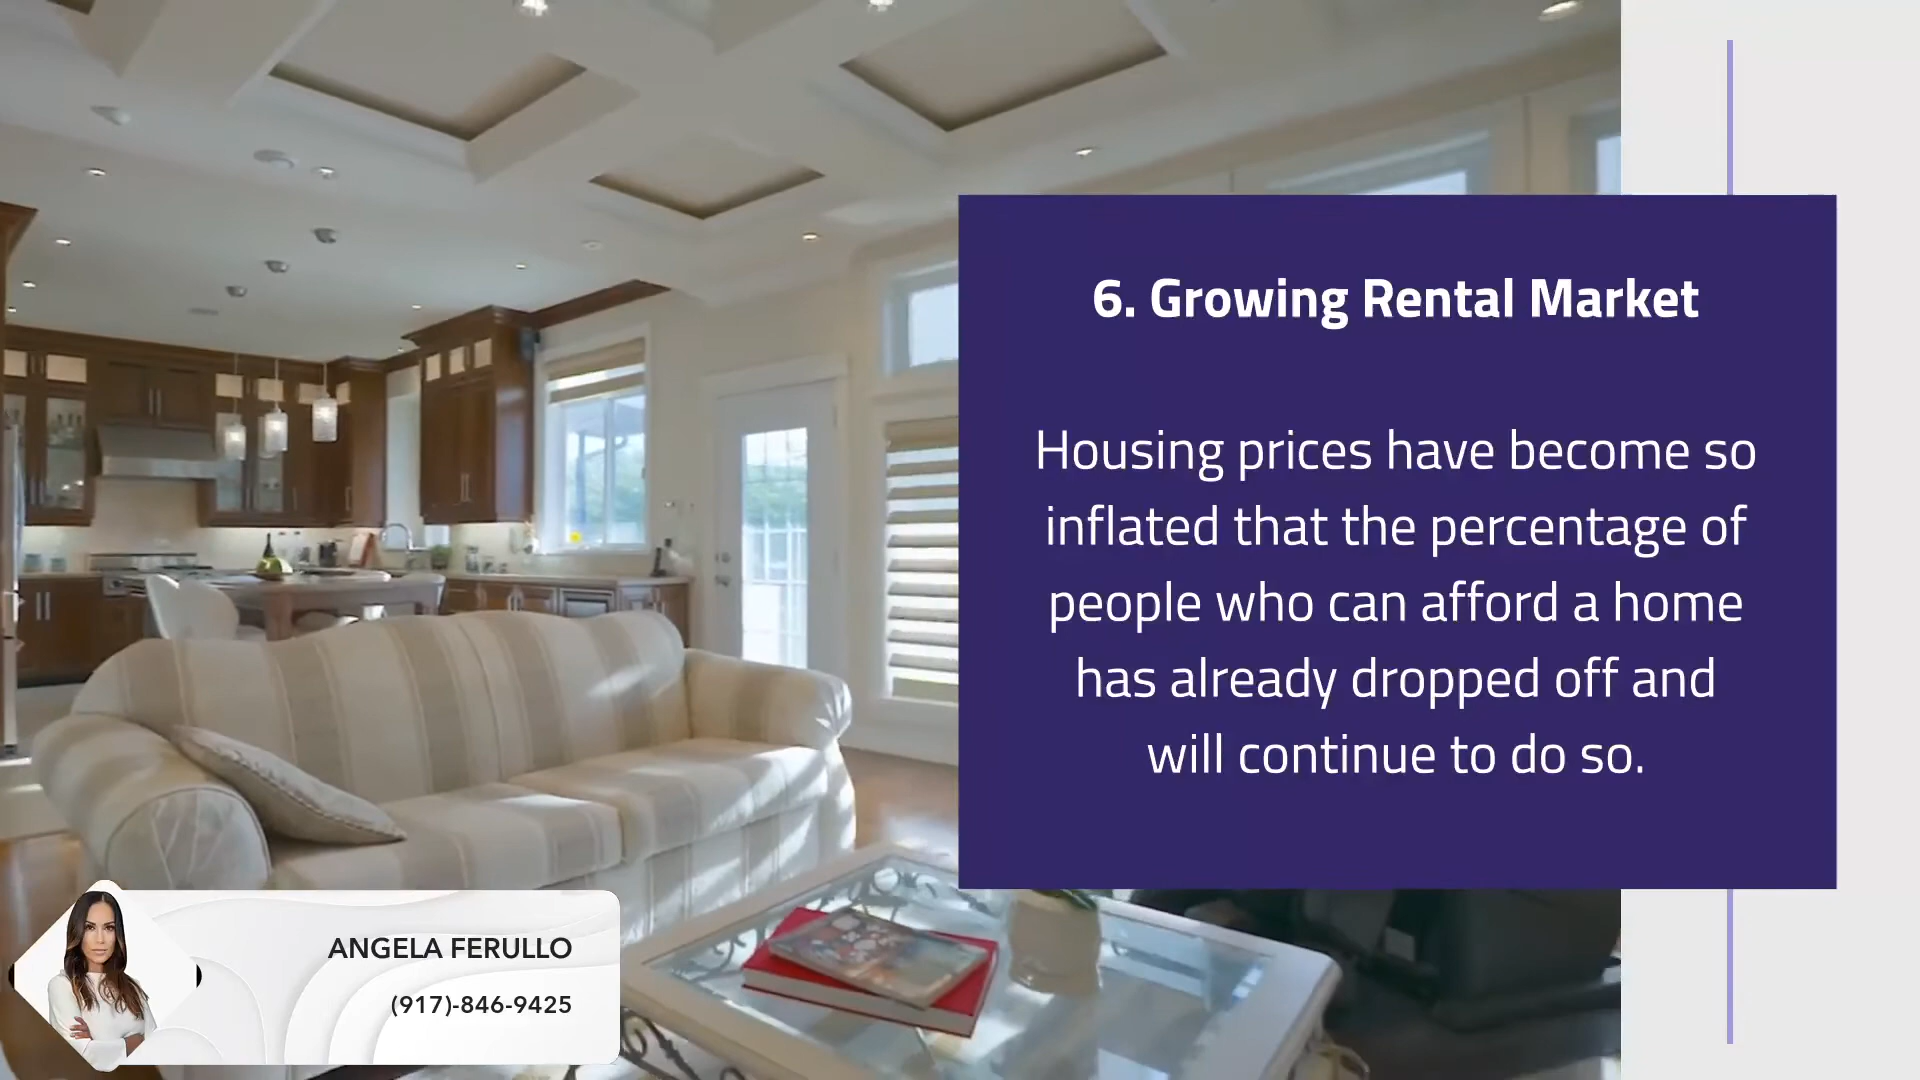 6. Growing Rental Market
Housing prices have become so
inflated that the percentage of
people who can afford a home
has already dropped off and
will continue to do so.
ANGELA FERULLO
(917)-846-9425